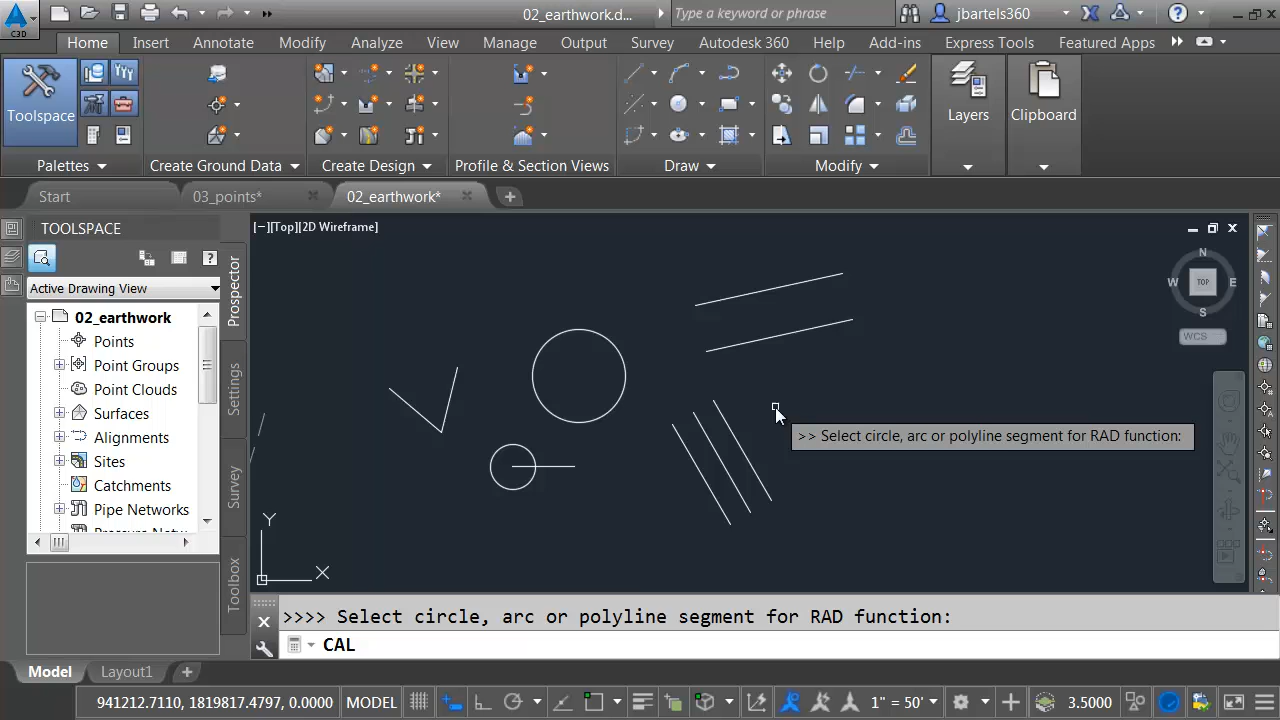 02_earthwork.d...
Type a keyword or phrase
jbartels360
C3D
Home Insert Annotate Modify Analyze View Manage Output Survey Autodesk 360 Help Add-ins Express Tools Featured Apps
Toolspace
Layers
Clipboard
Palettes
Create Ground Data
Create Design
Profile & Section Views
Draw
Modify
Start
03_points*
02_earthwork*
TOOLSPACE
[−][Top][2D Wireframe]
Active Drawing View
Prospector
Settings
Survey
Toolbox
02_earthwork
Points
Point Groups
Point Clouds
Surfaces
Alignments
Sites
Catchments
Pipe Networks
N
W TOP E
S
WCS
>> Select circle, arc or polyline segment for RAD function:
Y
X
>>>> Select circle, arc or polyline segment for RAD function:
CAL
Model Layout1
941212.7110, 1819817.4797, 0.0000 MODEL 1" = 50' 3.5000